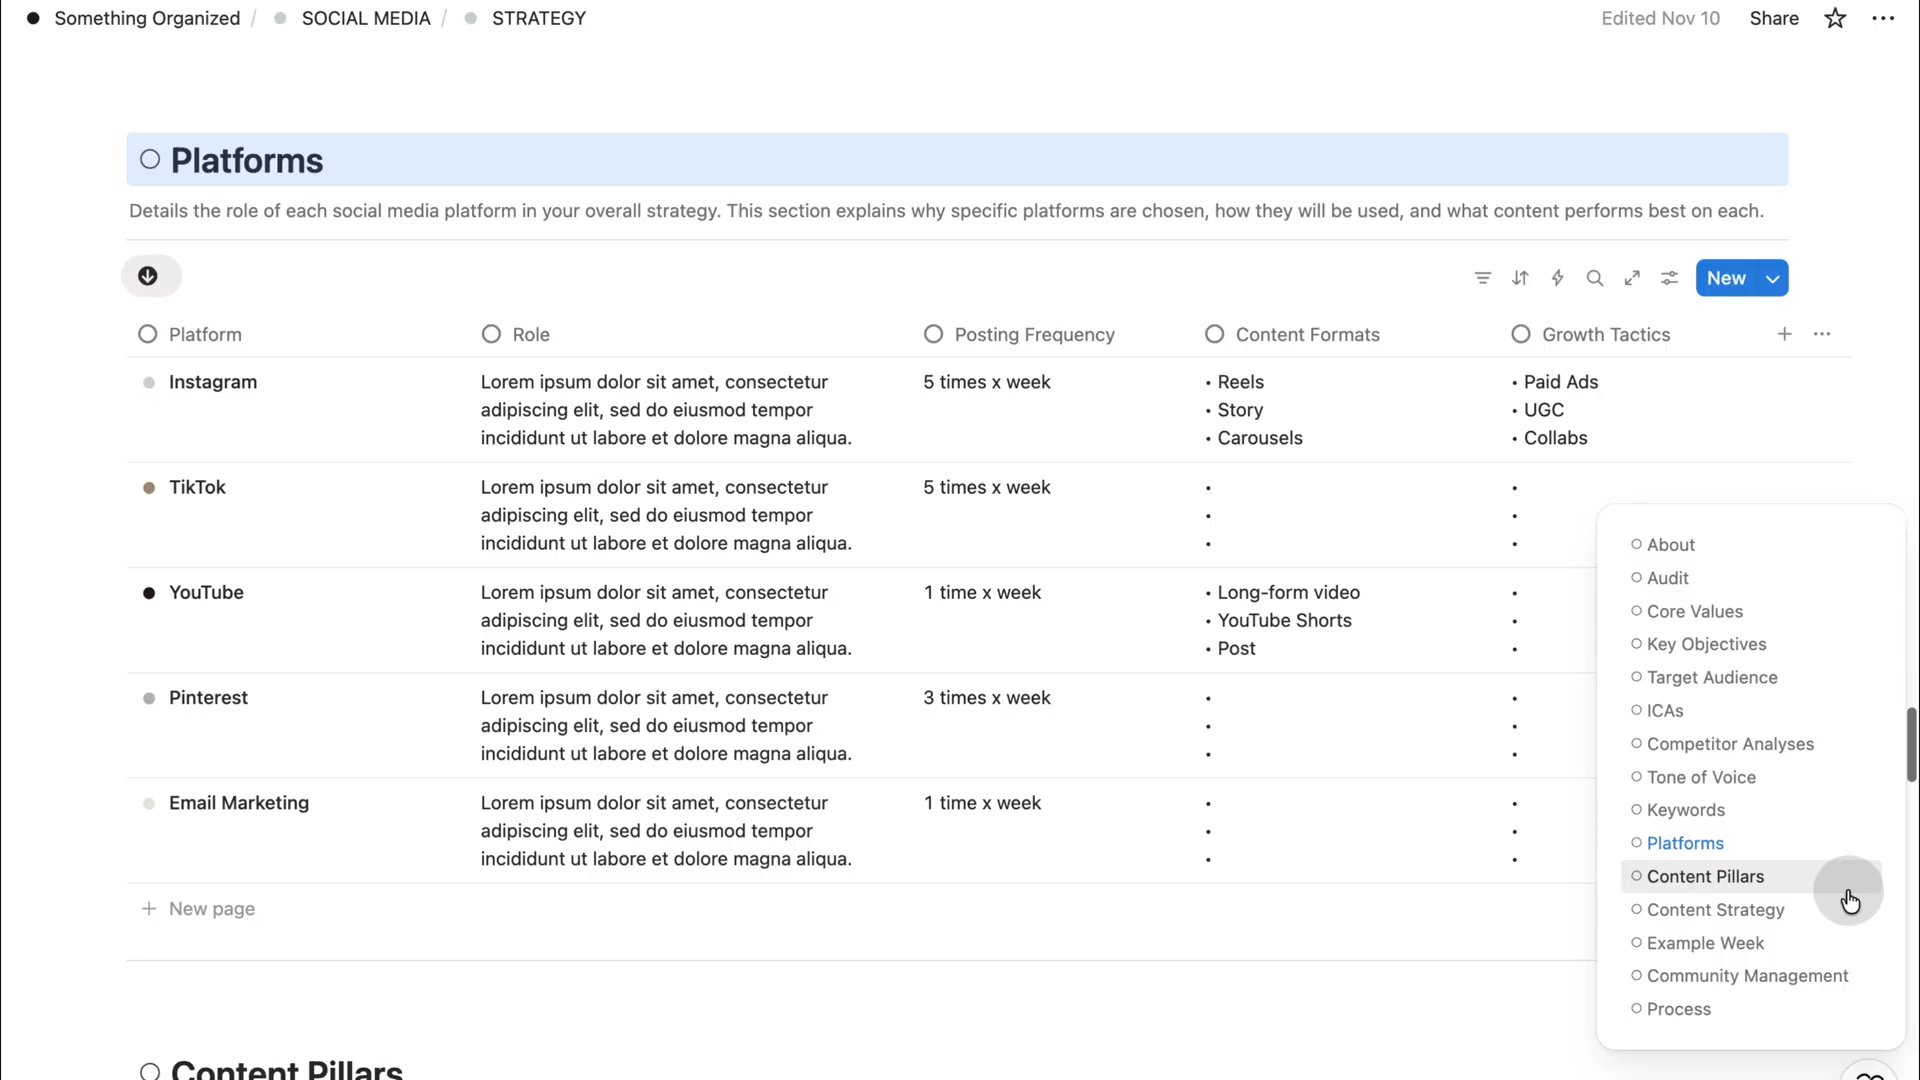 Something Organized / SOCIAL MEDIA / STRATEGY
Edited Nov 10 Share
Platforms
Details the role of each social media platform in your overall strategy. This section explains why specific platforms are chosen, how they will be used, and what content performs best on each.
New
Platform Role Posting Frequency Content Formats Growth Tactics
Instagram
Lorem ipsum dolor sit amet, consectetur
adipiscing elit, sed do eiusmod tempor
incididunt ut labore et dolore magna aliqua.
5 times x week
• Reels
• Story
• Carousels
• Paid Ads
• UGC
• Collabs
TikTok
Lorem ipsum dolor sit amet, consectetur
adipiscing elit, sed do eiusmod tempor
incididunt ut labore et dolore magna aliqua.
5 times x week
YouTube
Lorem ipsum dolor sit amet, consectetur
adipiscing elit, sed do eiusmod tempor
incididunt ut labore et dolore magna aliqua.
1 time x week
• Long-form video
• YouTube Shorts
• Post
Pinterest
Lorem ipsum dolor sit amet, consectetur
adipiscing elit, sed do eiusmod tempor
incididunt ut labore et dolore magna aliqua.
3 times x week
Email Marketing
Lorem ipsum dolor sit amet, consectetur
adipiscing elit, sed do eiusmod tempor
incididunt ut labore et dolore magna aliqua.
1 time x week
+ New page
About
Audit
Core Values
Key Objectives
Target Audience
ICAs
Competitor Analyses
Tone of Voice
Keywords
Platforms
Content Pillars
Content Strategy
Example Week
Community Management
Process
Content Pillars